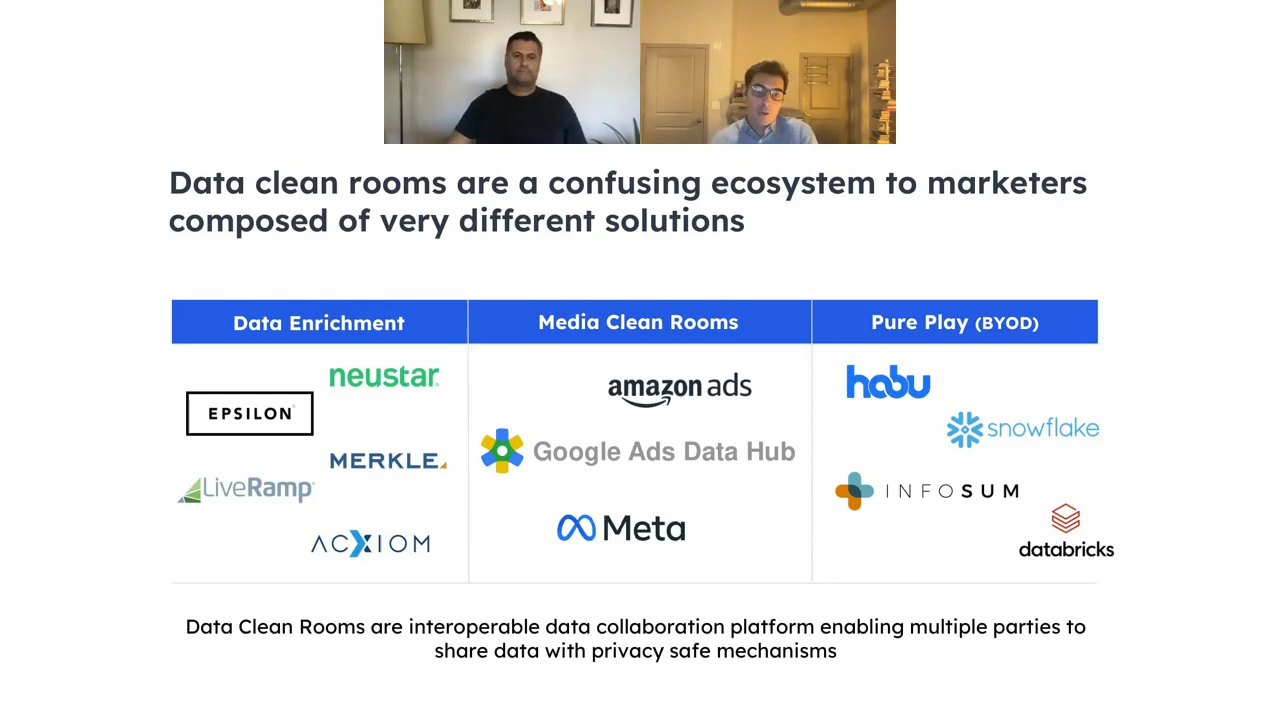 Data clean rooms are a confusing ecosystem to marketers
composed of very different solutions
Data Enrichment
Media Clean Rooms
Pure Play (BYOD)
neustar
EPSILON
MERKLE
LiveRamp
ACXIOM
amazon ads
Google Ads Data Hub
Meta
habu
snowflake
INFOSUM
databricks
Data Clean Rooms are interoperable data collaboration platform enabling multiple parties to
share data with privacy safe mechanisms